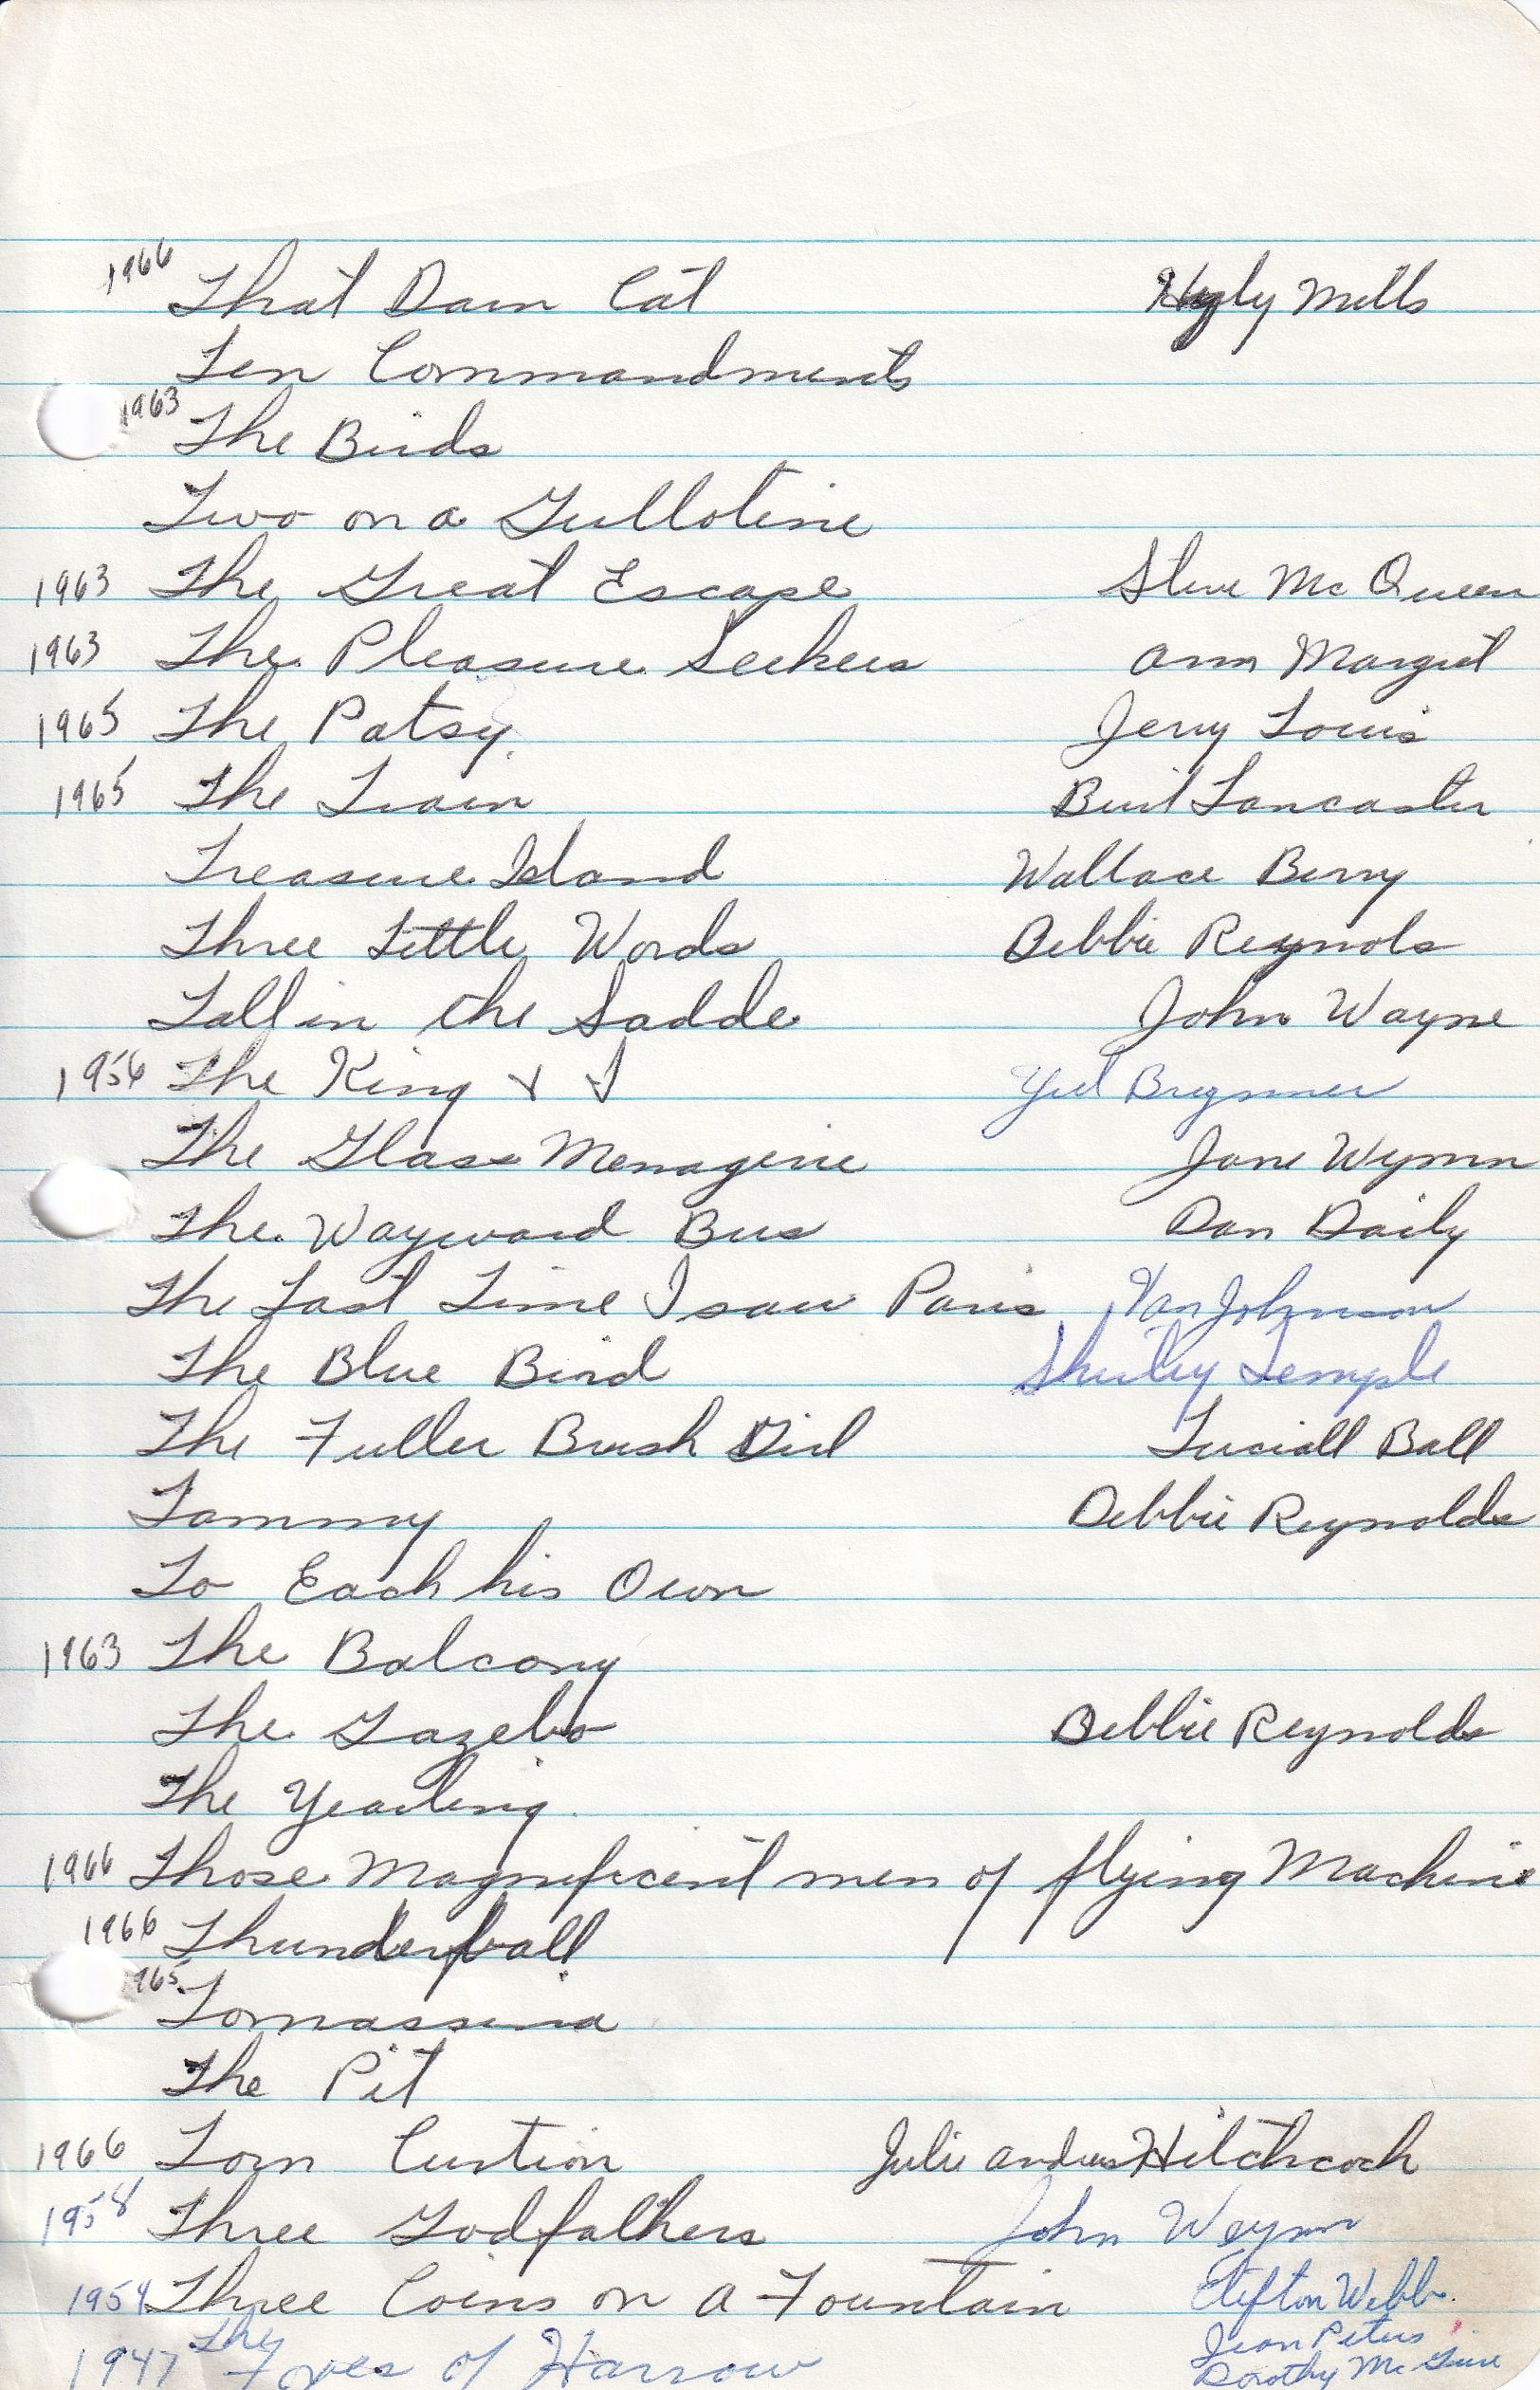 1966 That Darn Cat Hayly Mills
Ten Commandments
1963 The Birds
Two on a Gullotine
1963 The Great Escape Steve McQueen
1963 The Pleasure Seekers Ann Margret
1965 The Patsy Jerry Louis
1965 The Train Burt Lancaster
Treasure Island Wallace Berry
Three Little Words Debbie Reynols
Tall in the Sadde John Wayne
1956 The King & I Yul Brynner
The Glass Menagerie Jane Wymn
The Wayward Bus Dan Daily
The Last Time I saw Paris Van Johnson
The Blue Bird Shirley Temple
The Fuller Brush Girl Luciall Ball
Tammy Debbie Reynolds
To Each his Own
1963 The Balcony
The Gazebo Debbie Reynolds
The Yearling
1966 Those Magnificent men of flying Machine
1966 Thunderball
1965 Tomassina
The Pit
1966 Torn Curtion Julie andrus Hitchcock
1958 Three Godfathers John Weynn
1954 Three Coins on a Fountain Clifton Webb
Jean Peters
1947 The Foxes of Harrow Dorothy McGuire